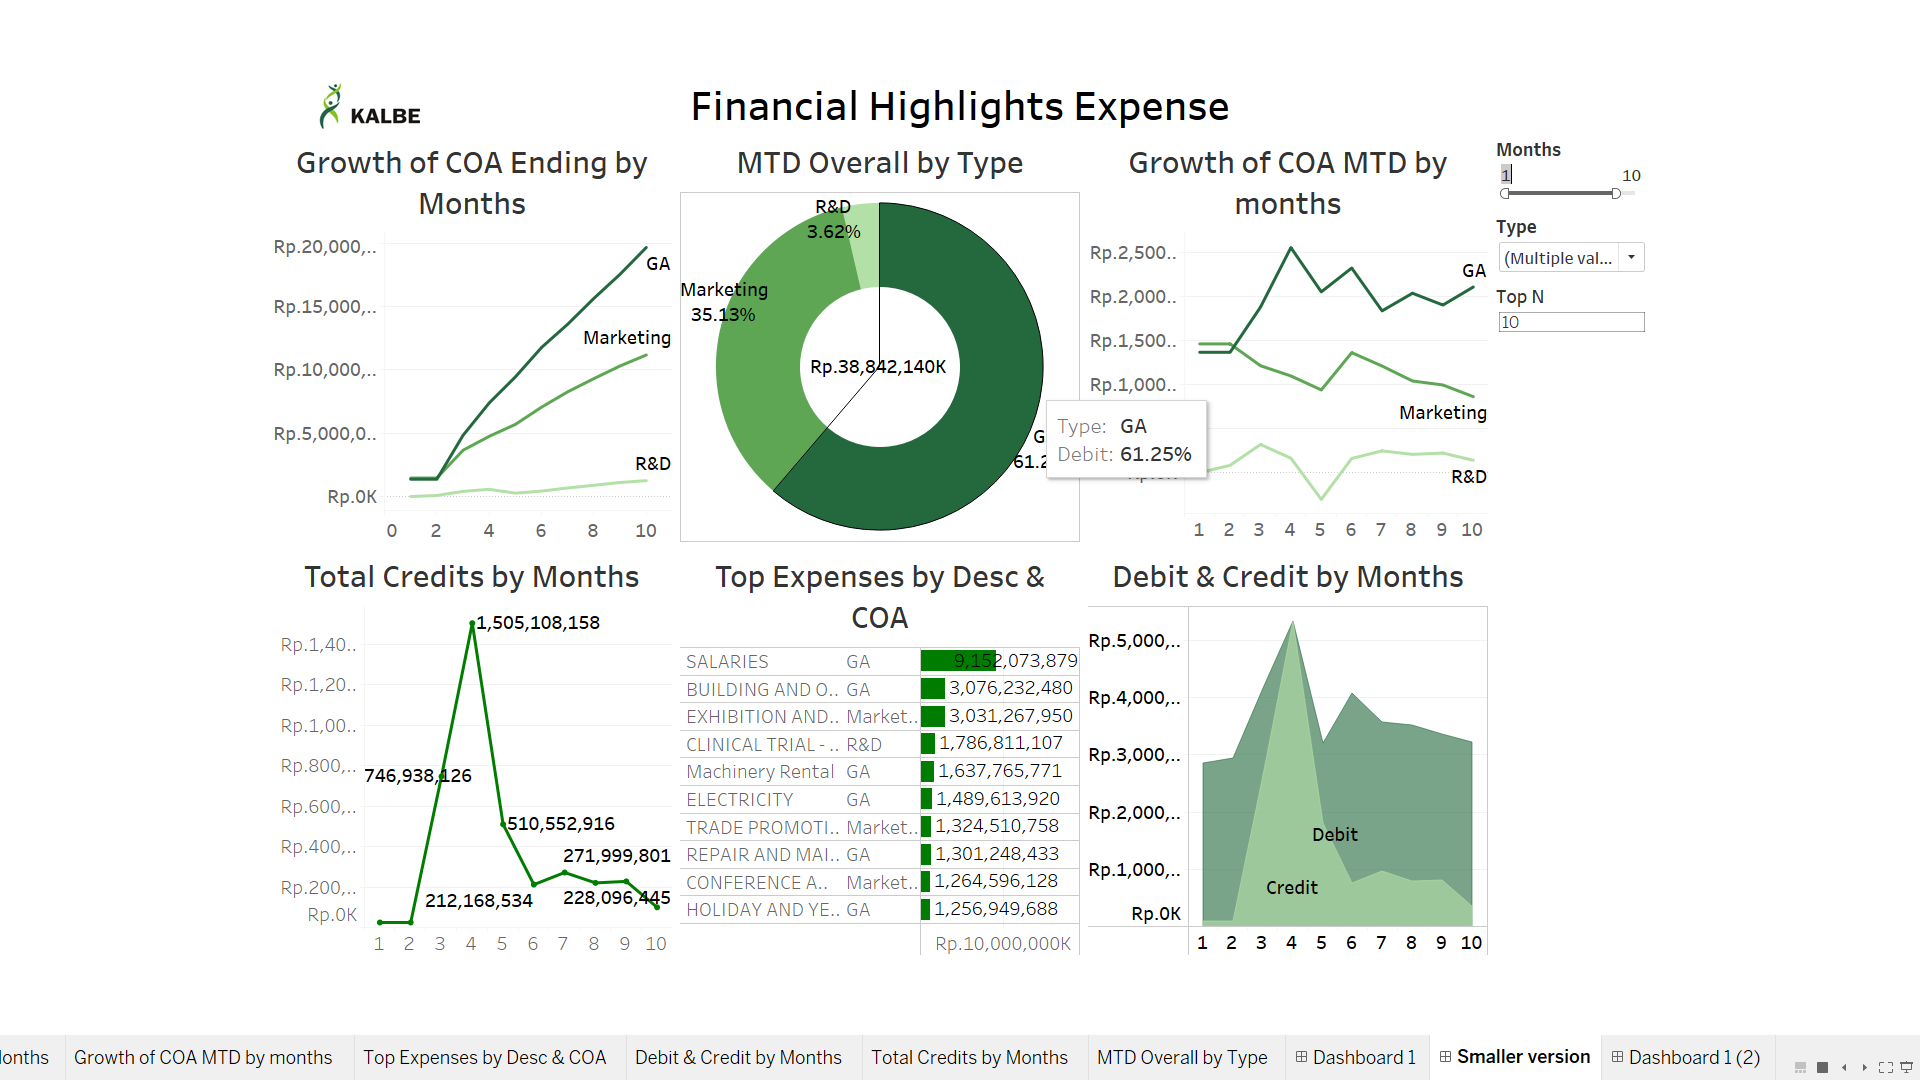 KALBE
Financial Highlights Expense
Growth of COA Ending by
Months
Rp.20,000,..
Rp.15,000,..
Rp.10,000,..
Rp.5,000,0..
Rp.0K
GA
Marketing
R&D
0 2 4 6 8 10
MTD Overall by Type
R&D
3.62%
Marketing
35.13%
Rp.38,842,140K
G
61.2
Type: GA
Debit: 61.25%
Growth of COA MTD by
months
Rp.2,500..
Rp.2,000..
Rp.1,500..
Rp.1,000..
GA
Marketing
R&D
1 2 3 4 5 6 7 8 9 10
Months
1 10
Type
(Multiple val...
Top N
10
Total Credits by Months
Rp.1,40..
Rp.1,20..
Rp.1,00..
Rp.800,..
Rp.600,..
Rp.400,..
Rp.200,..
Rp.0K
1,505,108,158
746,938,126
510,552,916
271,999,801
212,168,534
228,096,445
1 2 3 4 5 6 7 8 9 10
Top Expenses by Desc &
COA
SALARIES GA 9,152,073,879
BUILDING AND O.. GA 3,076,232,480
EXHIBITION AND.. Market.. 3,031,267,950
CLINICAL TRIAL - .. R&D 1,786,811,107
Machinery Rental GA 1,637,765,771
ELECTRICITY GA 1,489,613,920
TRADE PROMOTI.. Market.. 1,324,510,758
REPAIR AND MAI.. GA 1,301,248,433
CONFERENCE A.. Market.. 1,264,596,128
HOLIDAY AND YE.. GA 1,256,949,688
Rp.10,000,000K
Debit & Credit by Months
Rp.5,000,..
Rp.4,000,..
Rp.3,000,..
Rp.2,000,..
Rp.1,000,..
Rp.0K
Debit
Credit
1 2 3 4 5 6 7 8 9 10
onths
Growth of COA MTD by months
Top Expenses by Desc & COA
Debit & Credit by Months
Total Credits by Months
MTD Overall by Type
Dashboard 1
Smaller version
Dashboard 1 (2)